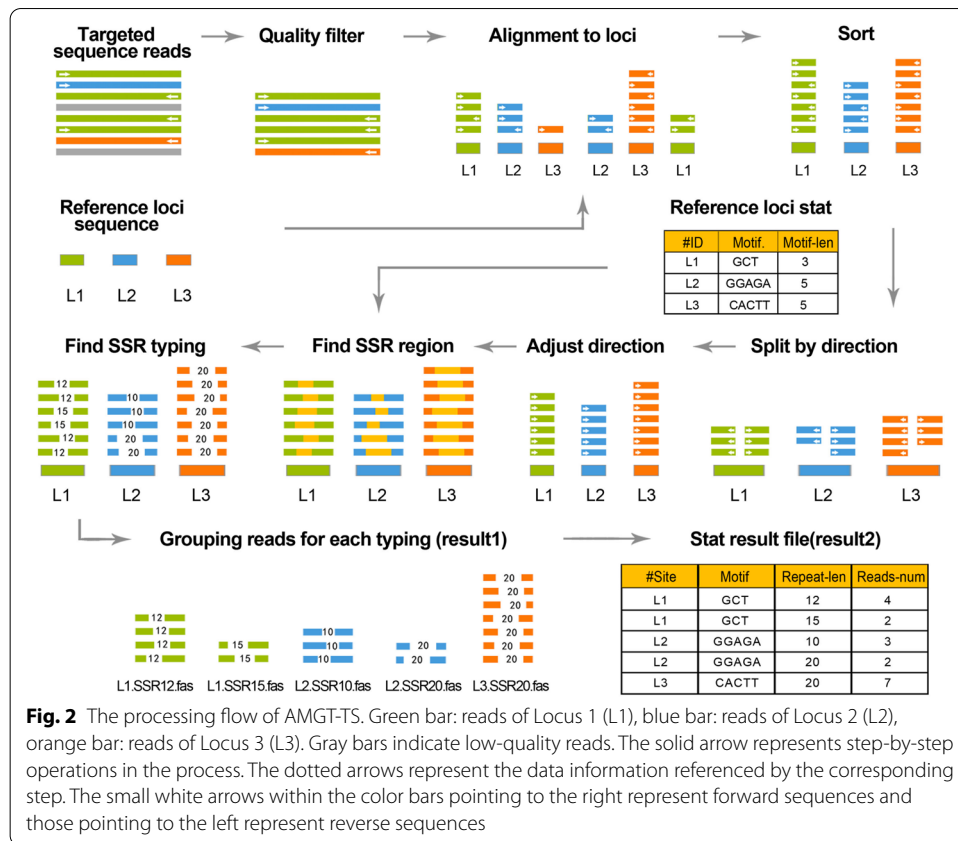 Targeted
sequence reads
Quality filter
Alignment to loci
Sort
L1 L2 L3 L2 L3 L1
L1 L2 L3
Reference loci
sequence
L1 L2 L3
Reference loci stat
#ID Motif. Motif-len
L1 GCT 3
L2 GGAGA 5
L3 CACTT 5
Find SSR typing
Find SSR region
Adjust direction
Split by direction
20
12 20
12 10 20
15 10 20
15 10 20
12 20 20
12 20 20
L1 L2 L3
L1 L2 L3
L1 L2 L3
L1 L2 L3
Grouping reads for each typing (result1)
Stat result file(result2)
20
20
20
12 20
12 10 20
12 15 10 20 20
12 15 10 20 20
L1.SSR12.fas L1.SSR15.fas L2.SSR10.fas L2.SSR20.fas L3.SSR20.fas
#Site Motif Repeat-len Reads-num
L1 GCT 12 4
L1 GCT 15 2
L2 GGAGA 10 3
L2 GGAGA 20 2
L3 CACTT 20 7
Fig. 2 The processing flow of AMGT-TS. Green bar: reads of Locus 1 (L1), blue bar: reads of Locus 2 (L2),
orange bar: reads of Locus 3 (L3). Gray bars indicate low-quality reads. The solid arrow represents step-by-step
operations in the process. The dotted arrows represent the data information referenced by the corresponding
step. The small white arrows within the color bars pointing to the right represent forward sequences and
those pointing to the left represent reverse sequences